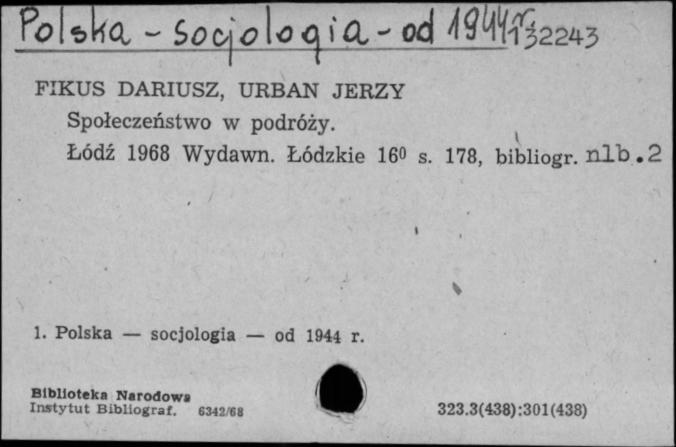 Polska - socjologia - od 1944 r. 132243
FIKUS DARIUSZ, URBAN JERZY
Społeczeństwo w podróży.
Łódź 1968 Wydawn. Łódzkie 16⁰ s. 178, bibliogr. nlb.2
1. Polska — socjologia — od 1944 r.
Biblioteka Narodowa
Instytut Bibliograf. 6342/68
323.3(438):301(438)